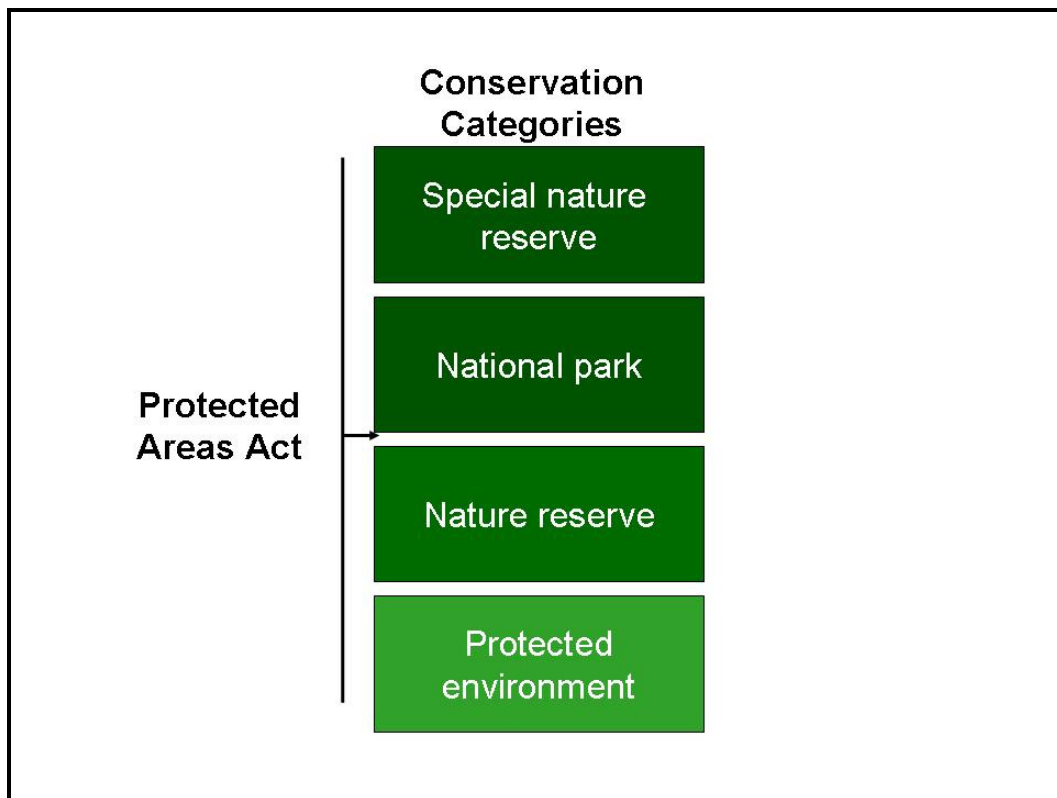 Conservation
Categories
Special nature
reserve
National park
Protected
Areas Act
Nature reserve
Protected
environment